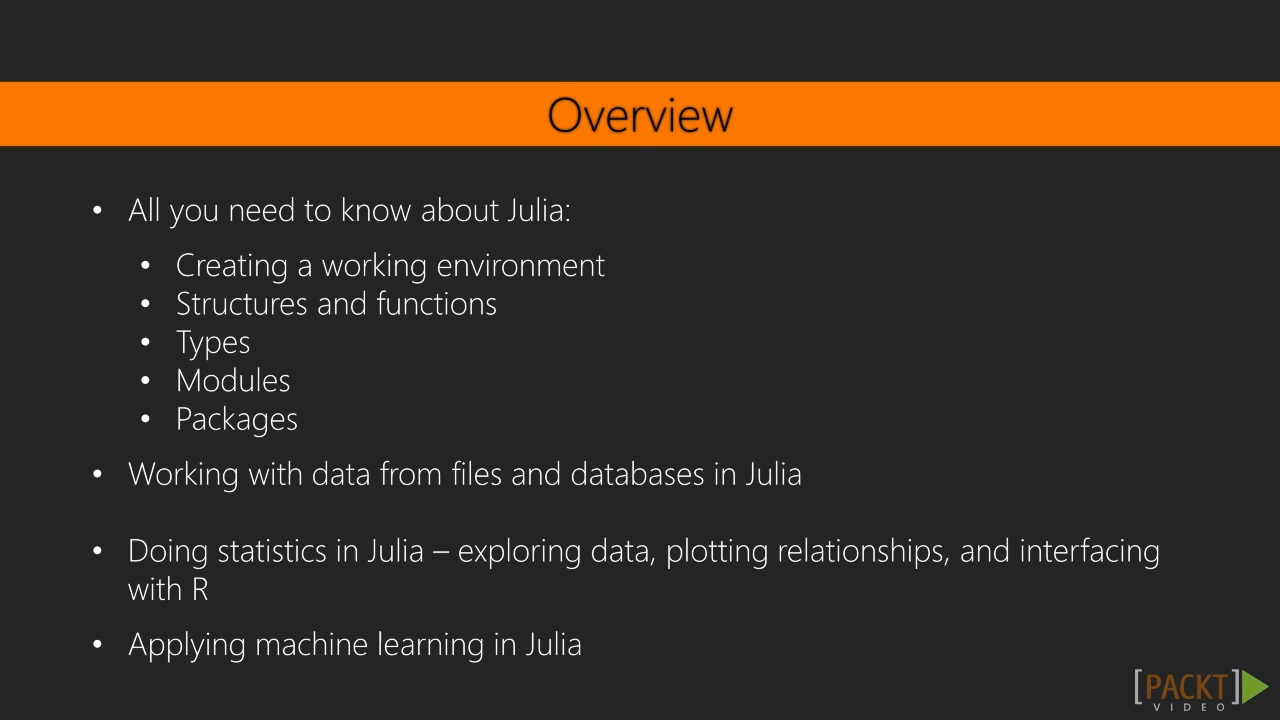 Overview
• All you need to know about Julia:
• Creating a working environment
• Structures and functions
• Types
• Modules
• Packages
• Working with data from files and databases in Julia
• Doing statistics in Julia – exploring data, plotting relationships, and interfacing
with R
• Applying machine learning in Julia
[PACKT]
VIDEO